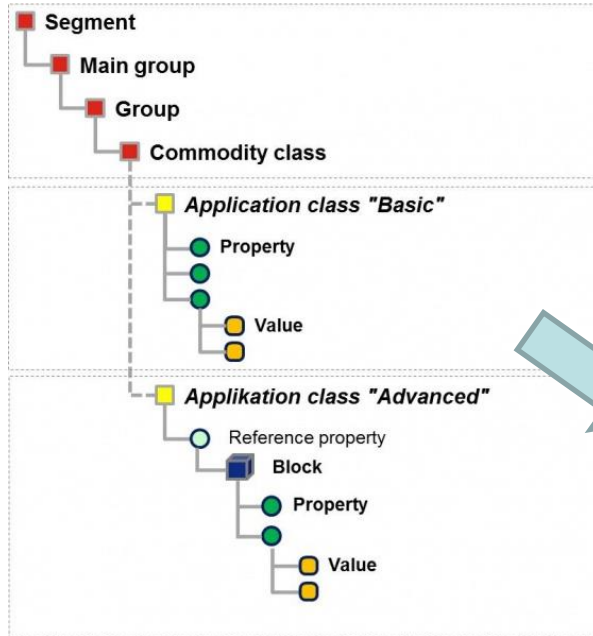 Segment
Main group
Group
Commodity class
Application class "Basic"
Property
Value
Applikation class "Advanced"
Reference property
Block
Property
Value